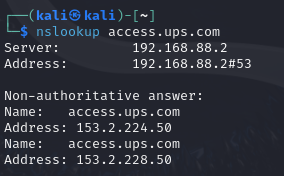 ┌──(kali㉿kali)-[~]
└─$ nslookup access.ups.com
Server:         192.168.88.2
Address:        192.168.88.2#53

Non-authoritative answer:
Name:   access.ups.com
Address: 153.2.224.50
Name:   access.ups.com
Address: 153.2.228.50